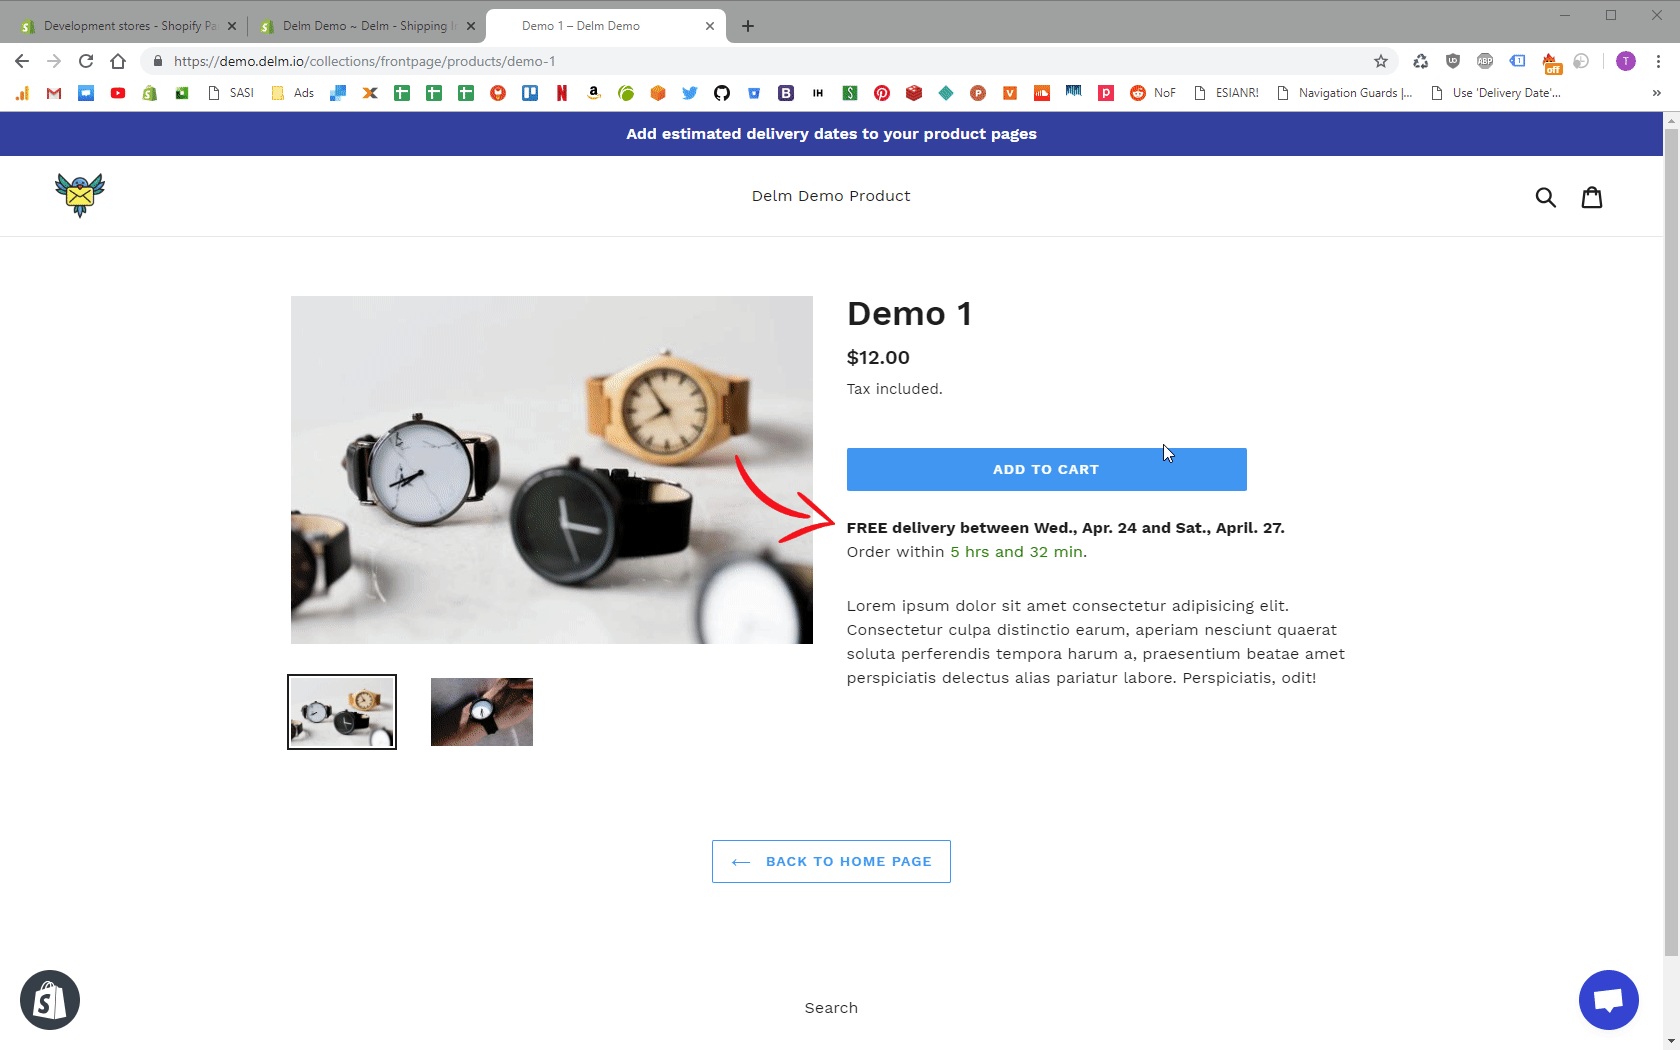 Development stores - Shopify Pa
Delm Demo ~ Delm - Shipping I
Demo 1 – Delm Demo
https://demo.delm.io/collections/frontpage/products/demo-1
ABP
off
T
SASI
Ads
IH
NoF
ESIANR!
Navigation Guards |...
Use 'Delivery Date'...
Add estimated delivery dates to your product pages
Delm Demo Product
Demo 1
$12.00
Tax included.
ADD TO CART
FREE delivery between Wed., Apr. 24 and Sat., April. 27.
Order within 5 hrs and 32 min.
Lorem ipsum dolor sit amet consectetur adipisicing elit.
Consectetur culpa distinctio earum, aperiam nesciunt quaerat
soluta perferendis tempora harum a, praesentium beatae amet
perspiciatis delectus alias pariatur labore. Perspiciatis, odit!
BACK TO HOME PAGE
Search